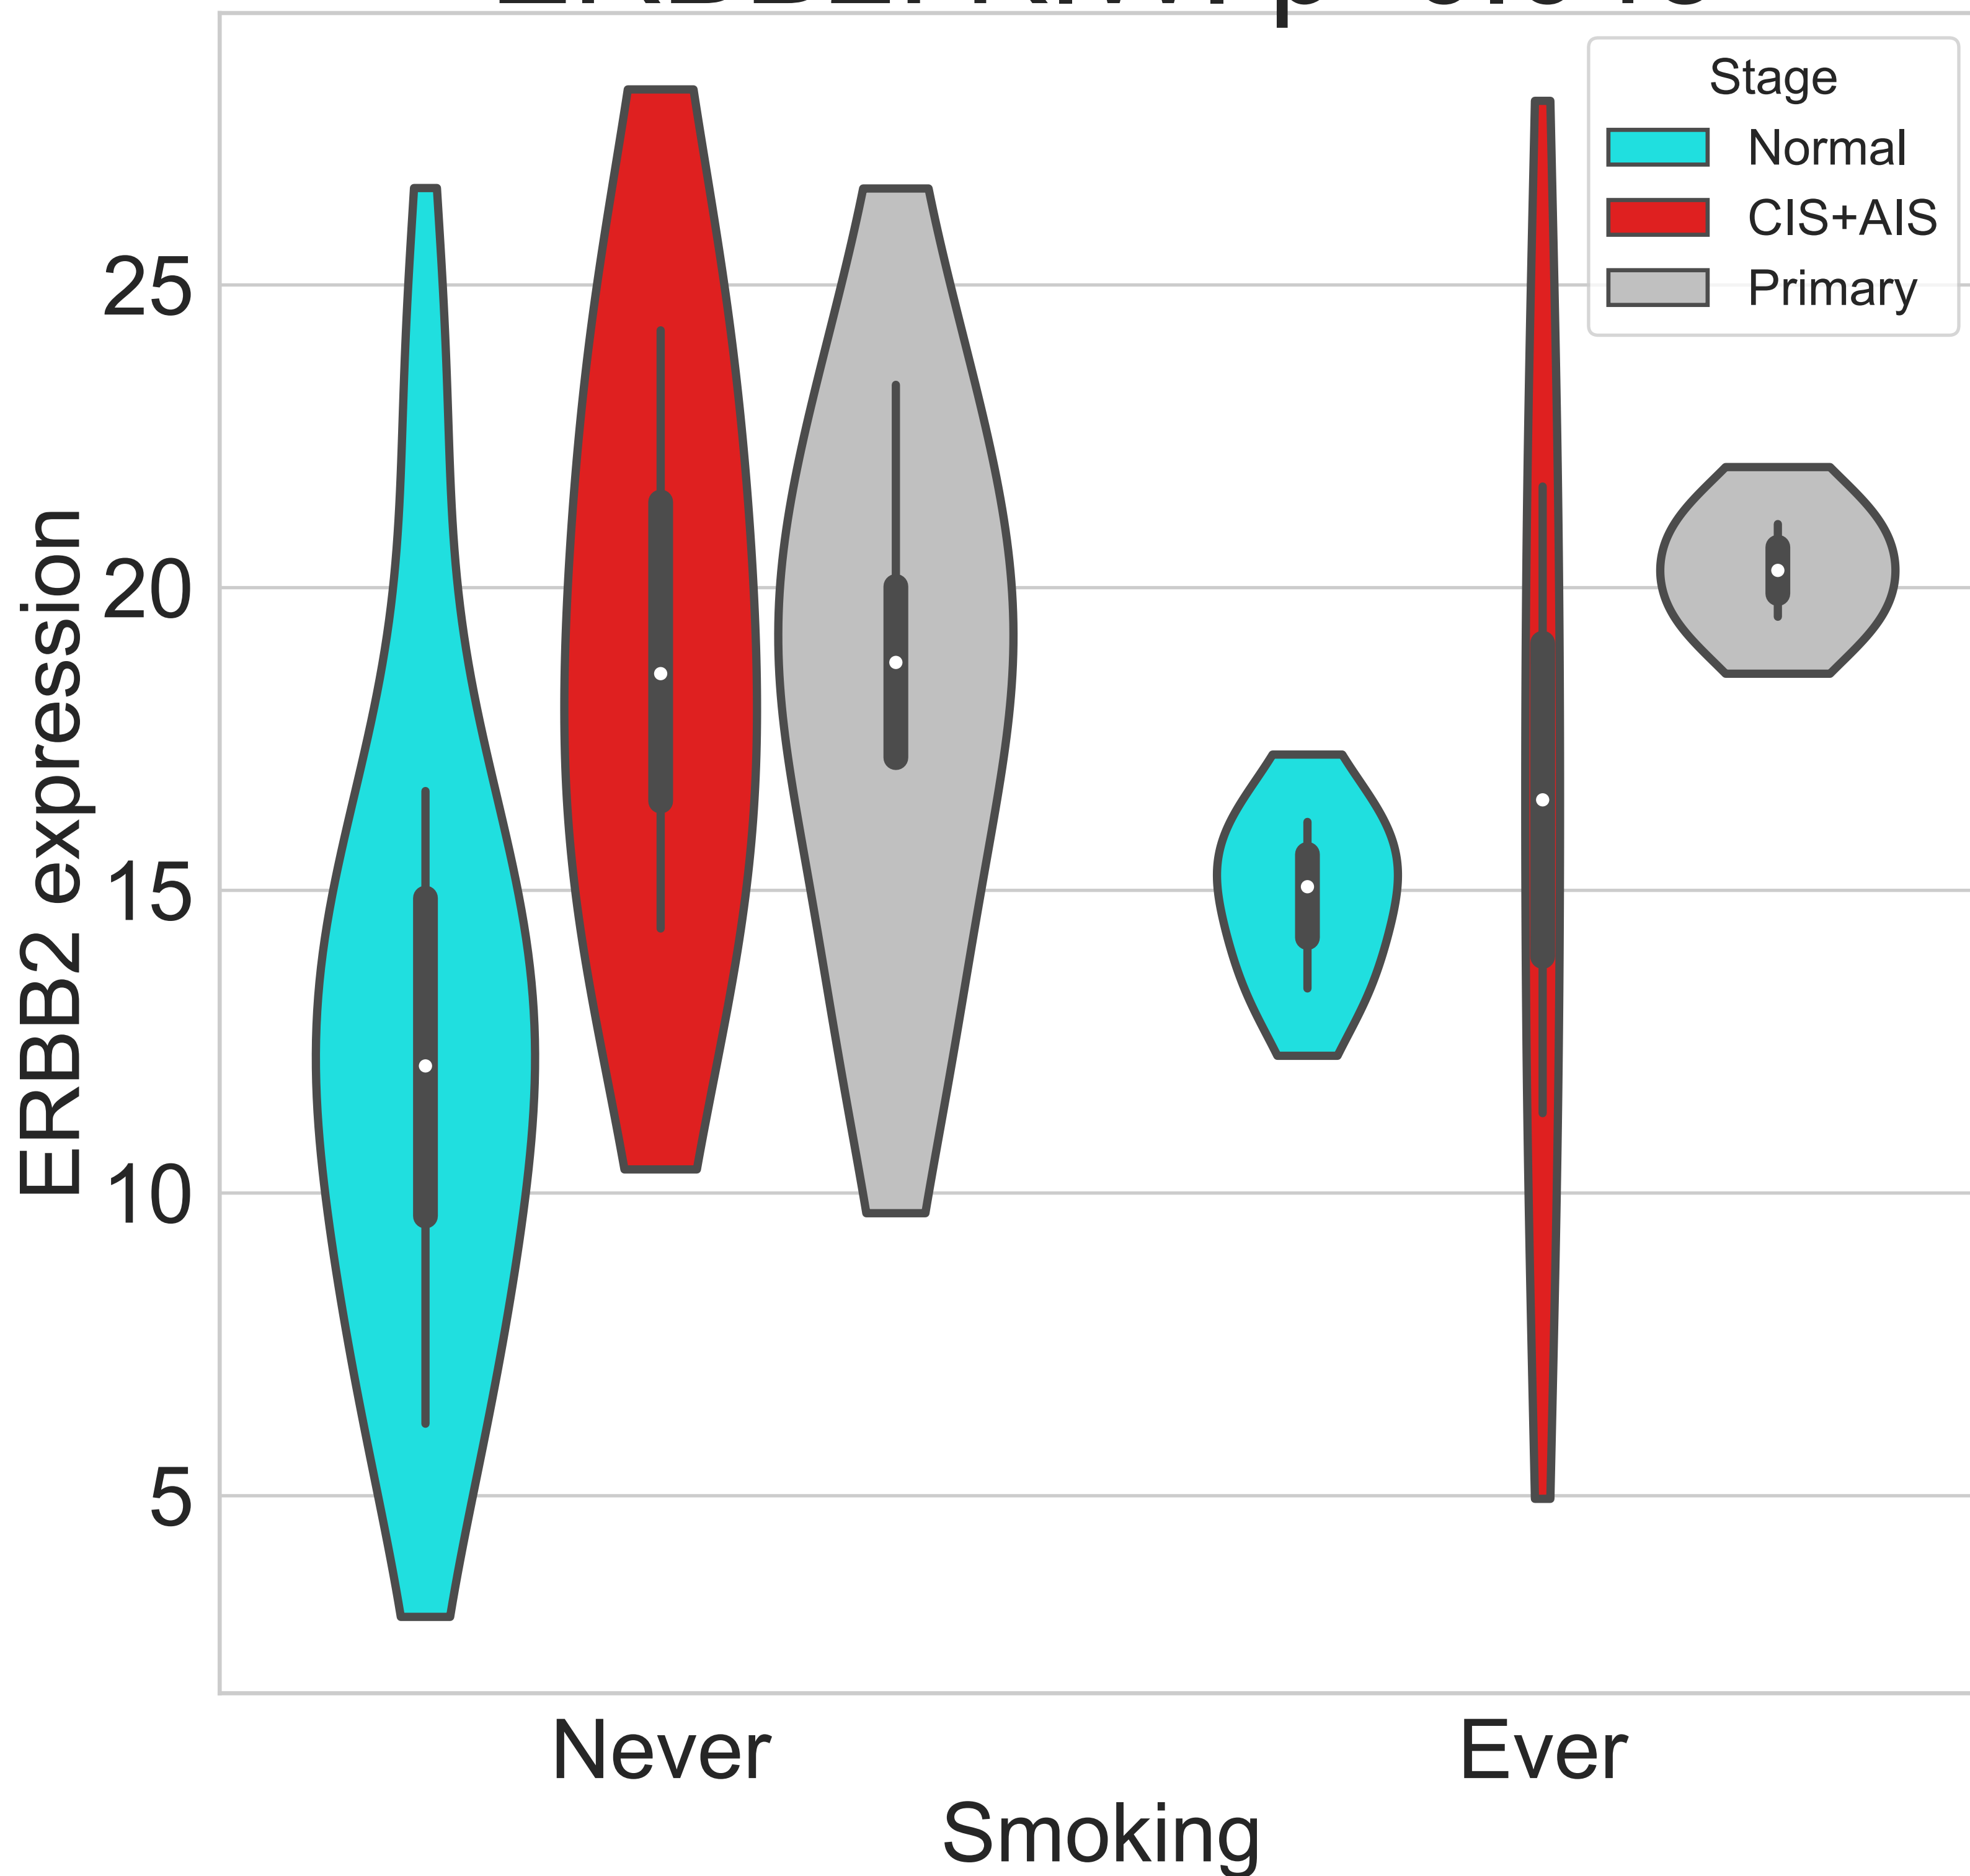 Stage
Normal
CIS+AIS
Primary
25
20
15
10
5
ERBB2 expression
Never
Ever
Smoking